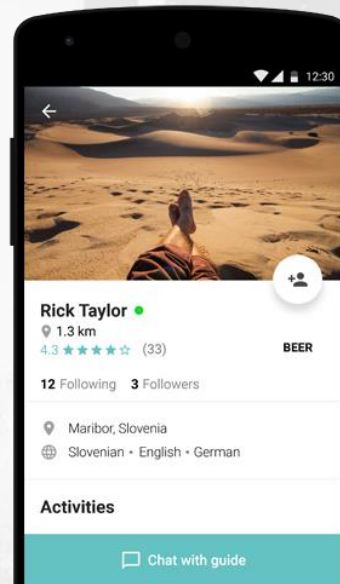 12:30
Rick Taylor
1.3 km
4.3 ★★★★☆ (33) BEER
12 Following 3 Followers
Maribor, Slovenia
Slovenian • English • German
Activities
Chat with guide